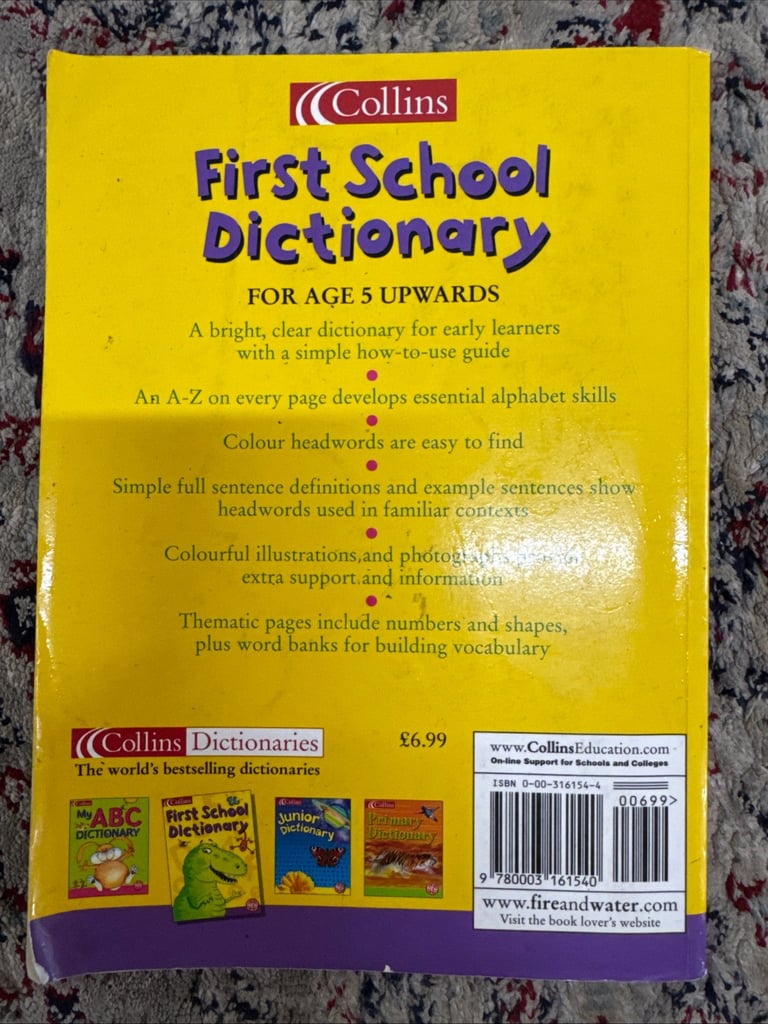 Collins
First School
Dictionary
FOR AGE 5 UPWARDS
A bright, clear dictionary for early learners
with a simple how-to-use guide
An A-Z on every page develops essential alphabet skills
Colour headwords are easy to find
Simple full sentence definitions and example sentences show
headwords used in familiar contexts
Colourful illustrations and photographs
extra support and information
Thematic pages include numbers and shapes,
plus word banks for building vocabulary
Collins Dictionaries
The world's bestselling dictionaries
£6.99
www.CollinsEducation.com
On-line Support for Schools and Colleges
ISBN 0-00-316154-4
00699>
9 780003 161540
www.fireandwater.com
Visit the book lover's website
Collins
My ABC
DICTIONARY
Collins
First School
Dictionary
Collins
Junior
Dictionary
Collins
Primary
Dictionary